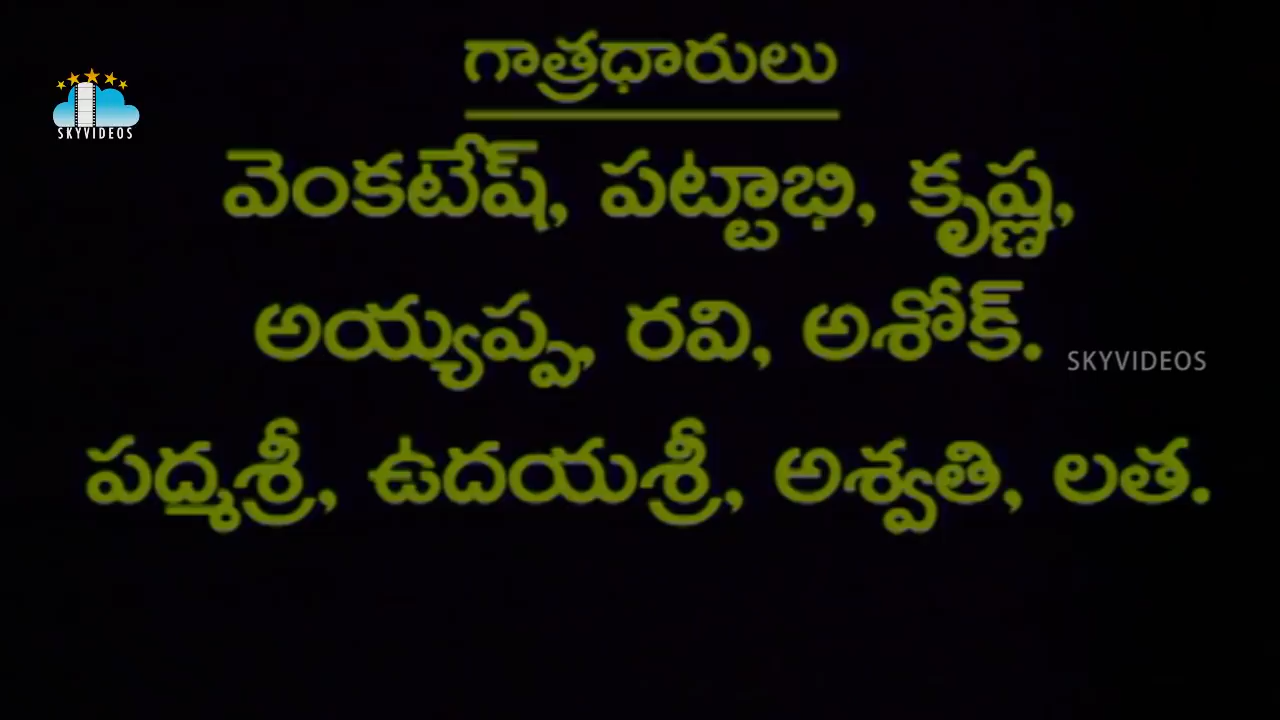 గాత్రధారులు
SKYVIDEOS
వెంకటేష్, పట్టాభి, కృష్ణ,
అయ్యప్ప, రవి, అశోక్.
SKYVIDEOS
పద్మశ్రీ, ఉదయశ్రీ, అశ్వతి, లత.